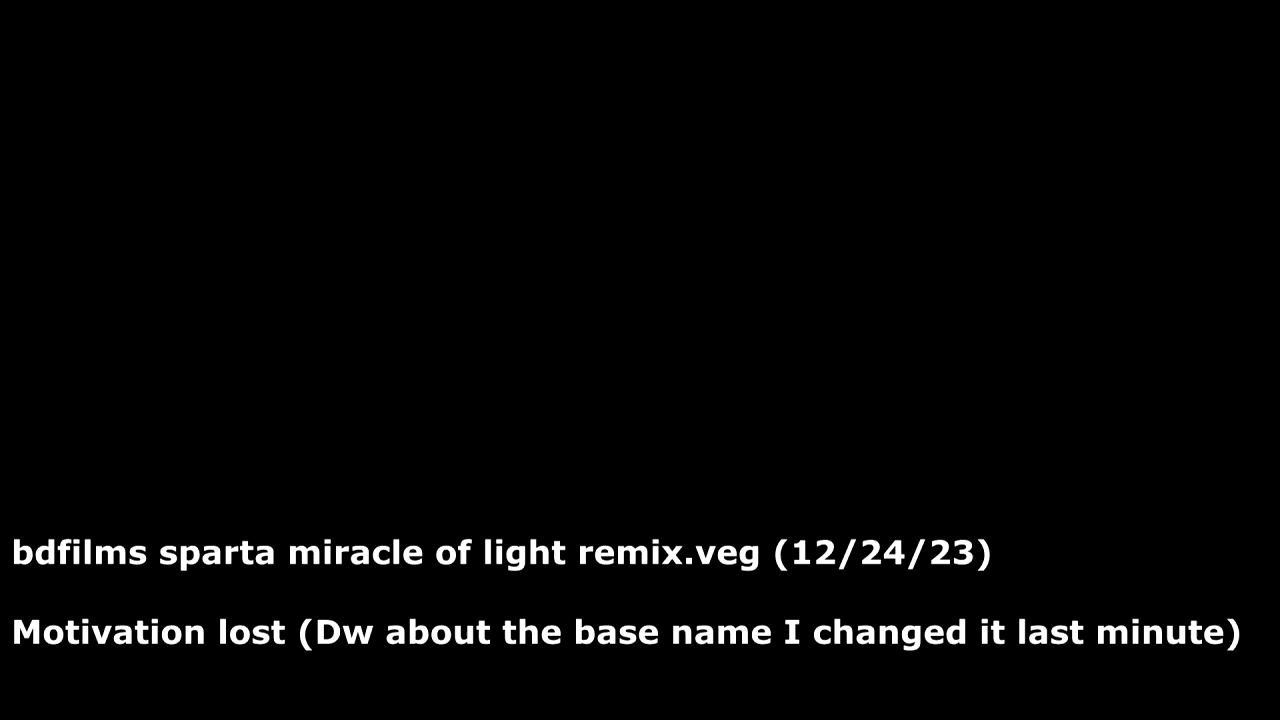 bdfilms sparta miracle of light remix.veg (12/24/23)
Motivation lost (Dw about the base name I changed it last minute)